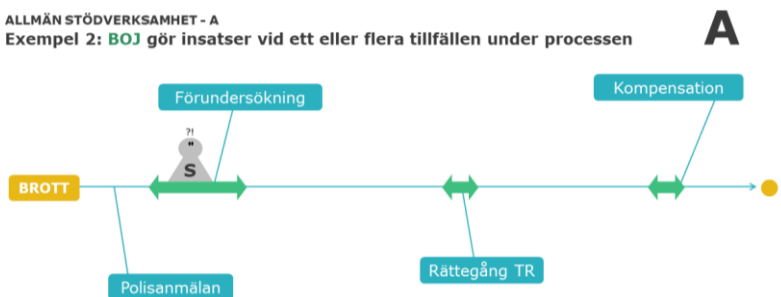 ALLMÄN STÖDVERKSAMHET - A
Exempel 2: BOJ gör insatser vid ett eller flera tillfällen under processen
A
Kompensation
Förundersökning
?!
"
S
BROTT
Rättegång TR
Polisanmälan